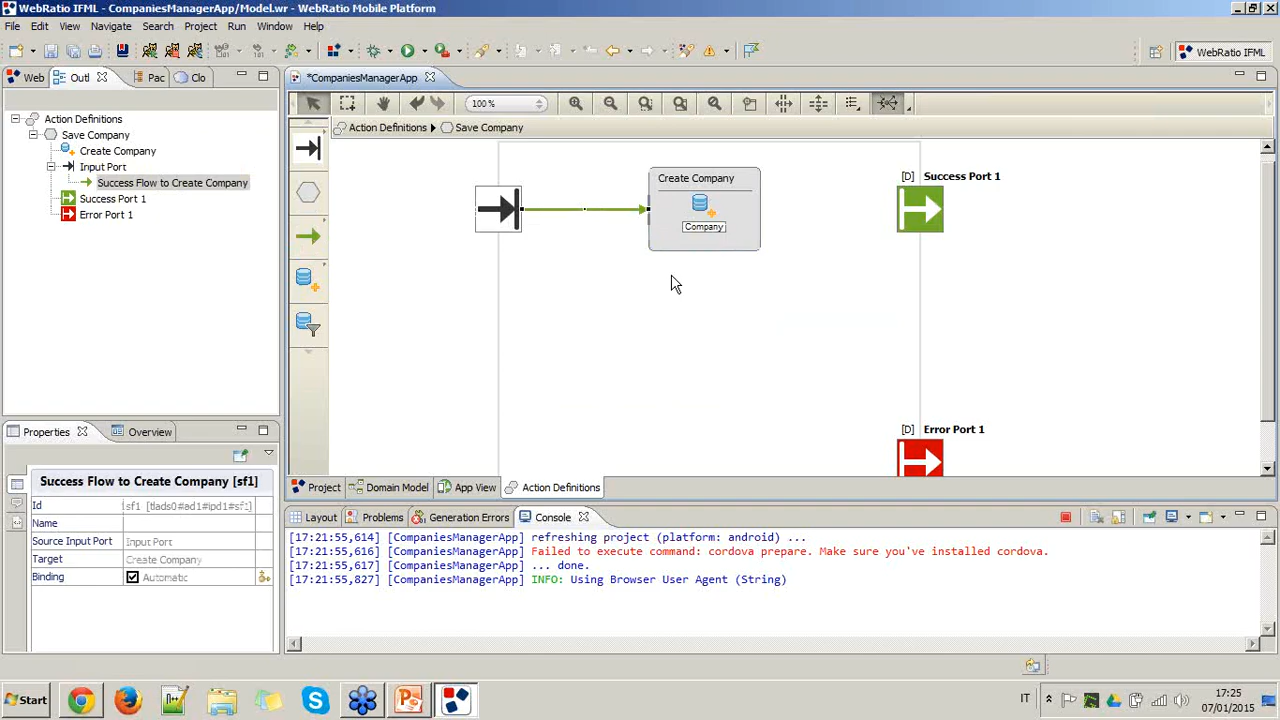 WebRatio IFML - CompaniesManagerApp/Model.wr - WebRatio Mobile Platform
File Edit View Navigate Search Project Run Window Help
WebRatio IFML
Web Outl Pac Clo
*CompaniesManagerApp
100 %
Action Definitions Save Company
Action Definitions
Save Company
Create Company
Input Port
Success Flow to Create Company
Success Port 1
Error Port 1
Create Company
Company
[D] Success Port 1
[D] Error Port 1
Properties Overview
Success Flow to Create Company [sf1]
Id sf1 [tlads0#ad1#ipd1#sf1]
Name
Source Input Port Input Port
Target Create Company
Binding Automatic
Project Domain Model App View Action Definitions
Layout Problems Generation Errors Console
[17:21:55,614] [CompaniesManagerApp] refreshing project (platform: android) ...
[17:21:55,616] [CompaniesManagerApp] Failed to execute command: cordova prepare. Make sure you've installed cordova.
[17:21:55,617] [CompaniesManagerApp] ... done.
[17:21:55,827] [CompaniesManagerApp] INFO: Using Browser User Agent (String)
Start
IT
17:25
07/01/2015